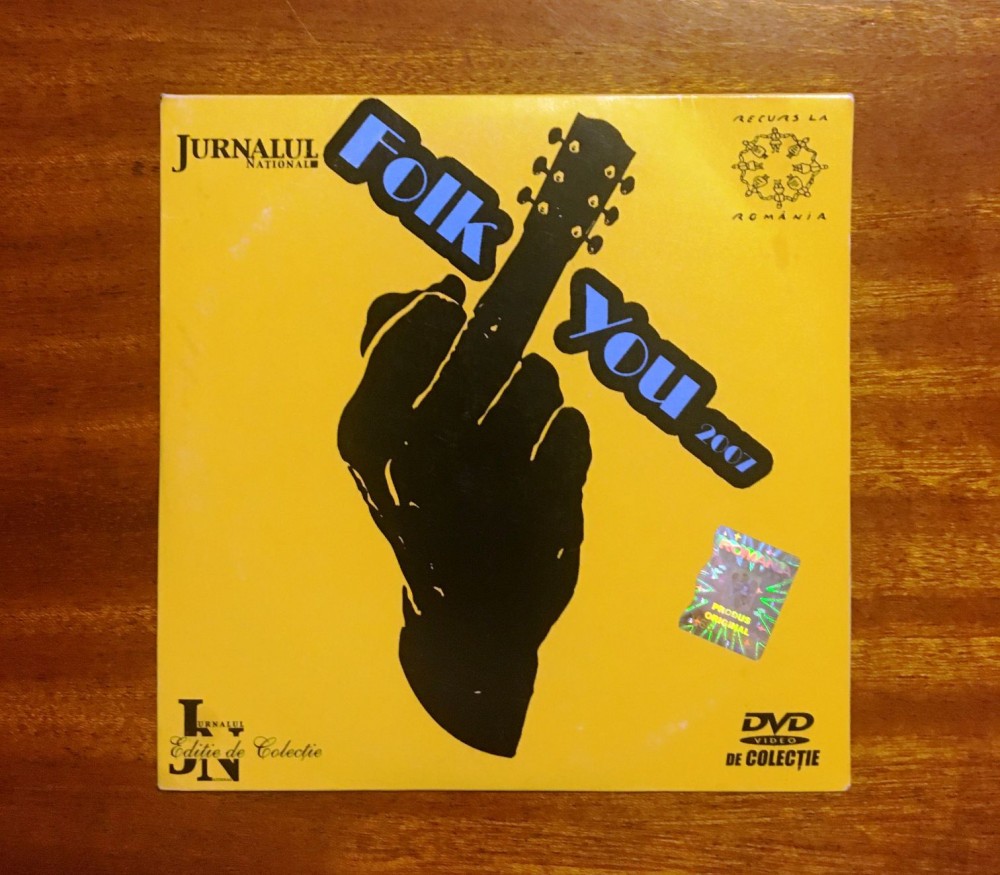 JURNALUL
NAȚIONAL
Folk
You 2007
RECURS LA
ROMÂNIA
ROMÂNIA
PRODUS
ORIGINAL
JURNALUL
JN
Ediție de Colecție
DVD
VIDEO
DE COLECȚIE